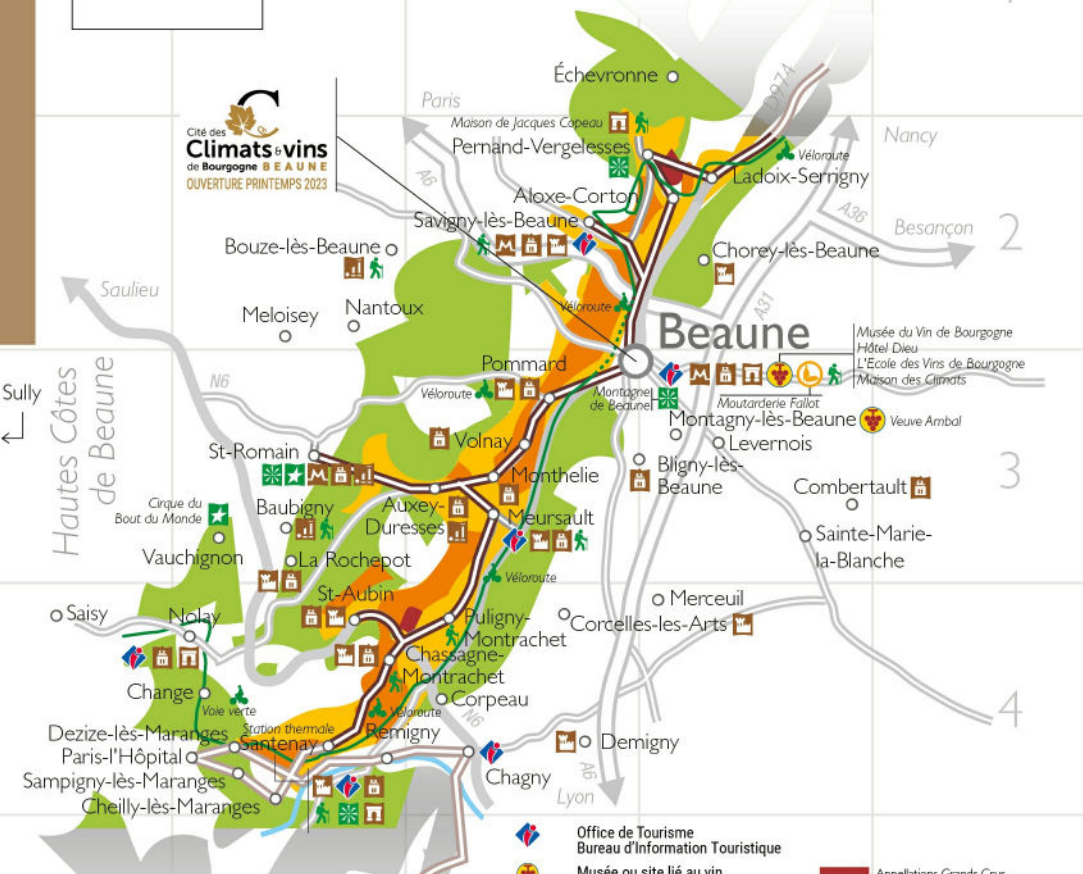 Échevronne
D974
Paris
Maison de Jacques Copeau
Pernand-Vergelesses
Nancy
Véloroute
Ladoix-Serrigny
Cité des
Climats & vins
de Bourgogne BEAUNE
OUVERTURE PRINTEMPS 2023
A6
Aloxe-Corton
Savigny-lès-Beaune
A36
Besançon
2
Bouze-lès-Beaune
Chorey-lès-Beaune
Saulieu
A31
Meloisey
Nantoux
Véloroute
Beaune
Musée du Vin de Bourgogne
Hôtel Dieu
L'Ecole des Vins de Bourgogne
Maison des Climats
Pommard
Sully
Hautes Côtes
de Beaune
N6
Véloroute
Montagne
de Beaune
Moutarderie Fallot
Montagny-lès-Beaune
Veuve Ambal
Volnay
Levernois
St-Romain
Monthelie
Bligny-lès-
Beaune
3
Combertault
Cirque du
Bout du Monde
Baubigny
Auxey-
Duresses
Meursault
Sainte-Marie-
la-Blanche
Vauchignon
La Rochepot
Véloroute
St-Aubin
Saisy
Nolay
Puligny-
Montrachet
Merceuil
Corcelles-les-Arts
Chassagne-
Montrachet
Change
Corpeau
Voie verte
Véloroute
N6
4
Dezize-lès-Maranges
Station thermale
Santenay
Remigny
Demigny
Paris-l'Hôpital
Chagny
A6
Sampigny-lès-Maranges
Cheilly-lès-Maranges
Lyon
Office de Tourisme
Bureau d'Information Touristique
Musée ou site lié au vin
Appellations Grands Crus